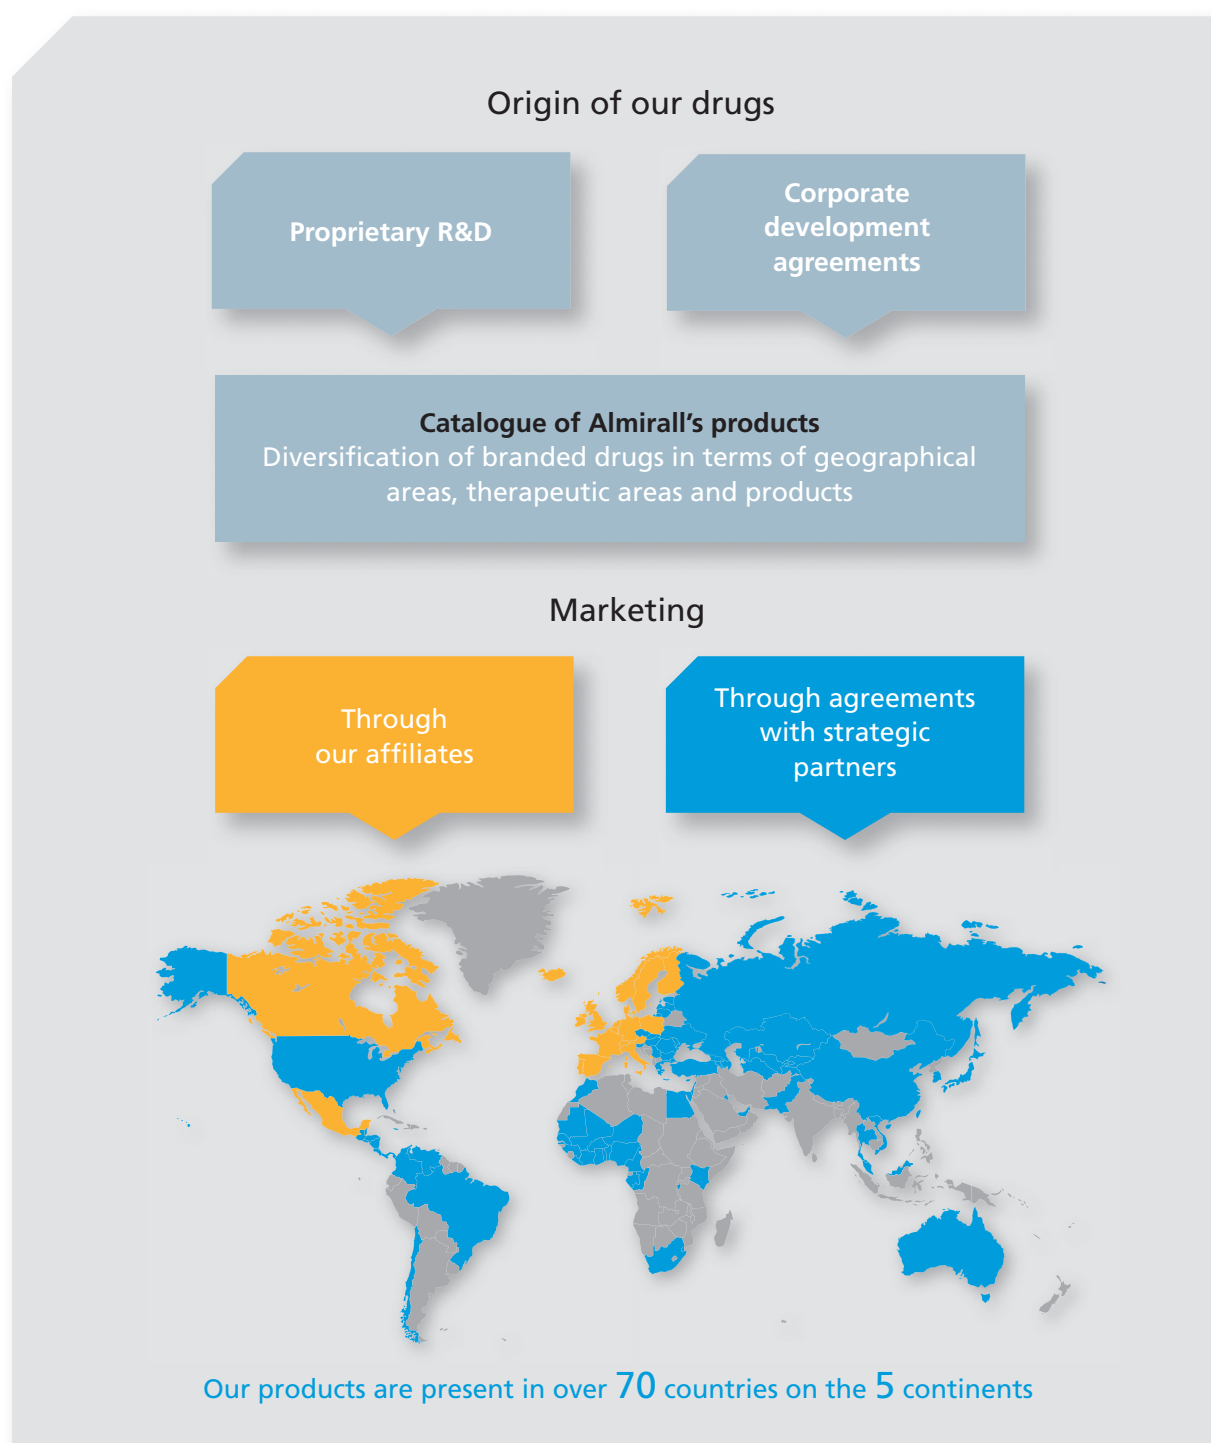 Origin of our drugs
Proprietary R&D
Corporate
development
agreements
Catalogue of Almirall's products
Diversification of branded drugs in terms of geographical
areas, therapeutic areas and products
Marketing
Through
our affiliates
Through agreements
with strategic
partners
Our products are present in over 70 countries on the 5 continents